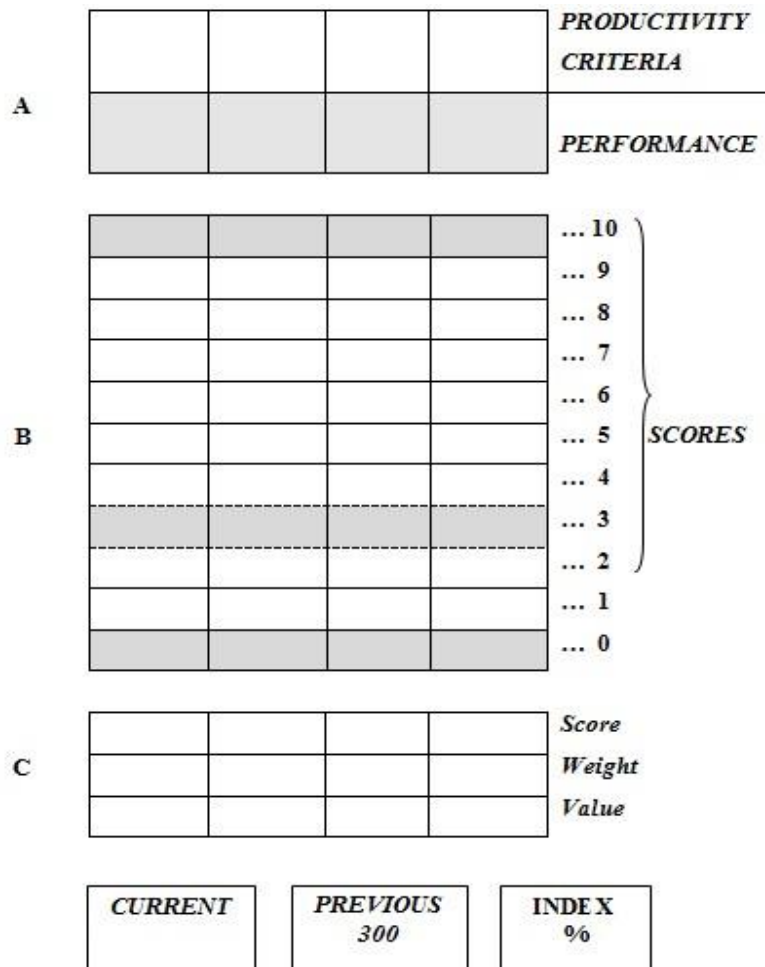 PRODUCTIVITY
CRITERIA
A
PERFORMANCE
... 10
... 9
... 8
... 7
... 6
B
... 5
SCORES
... 4
... 3
... 2
... 1
... 0
Score
C
Weight
Value
CURRENT
PREVIOUS
300
INDEX
%